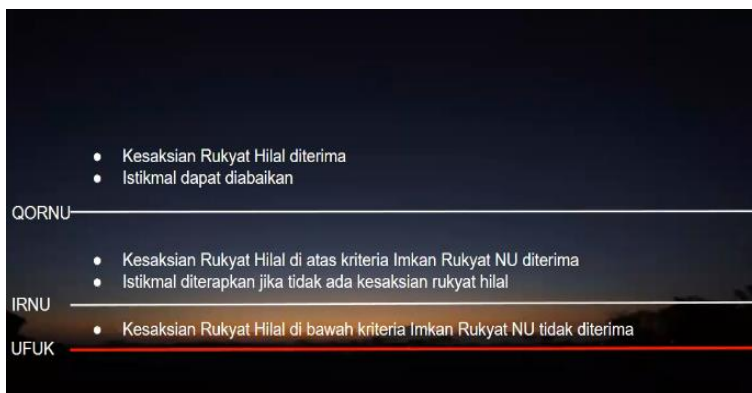 ● Kesaksian Rukyat Hilal diterima
● Istikmal dapat diabaikan
QORNU
● Kesaksian Rukyat Hilal di atas kriteria Imkan Rukyat NU diterima
● Istikmal diterapkan jika tidak ada kesaksian rukyat hilal
IRNU
● Kesaksian Rukyat Hilal di bawah kriteria Imkan Rukyat NU tidak diterima
UFUK